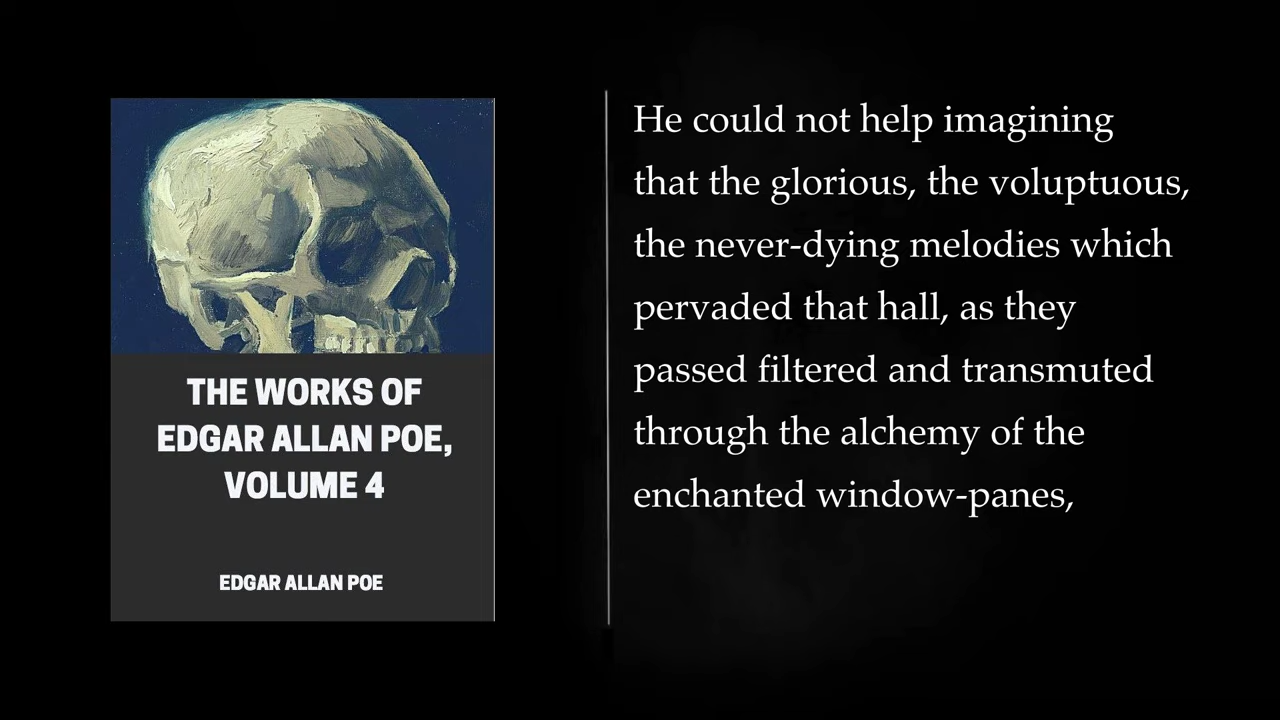 THE WORKS OF
EDGAR ALLAN POE,
VOLUME 4
EDGAR ALLAN POE
He could not help imagining
that the glorious, the voluptuous,
the never-dying melodies which
pervaded that hall, as they
passed filtered and transmuted
through the alchemy of the
enchanted window-panes,